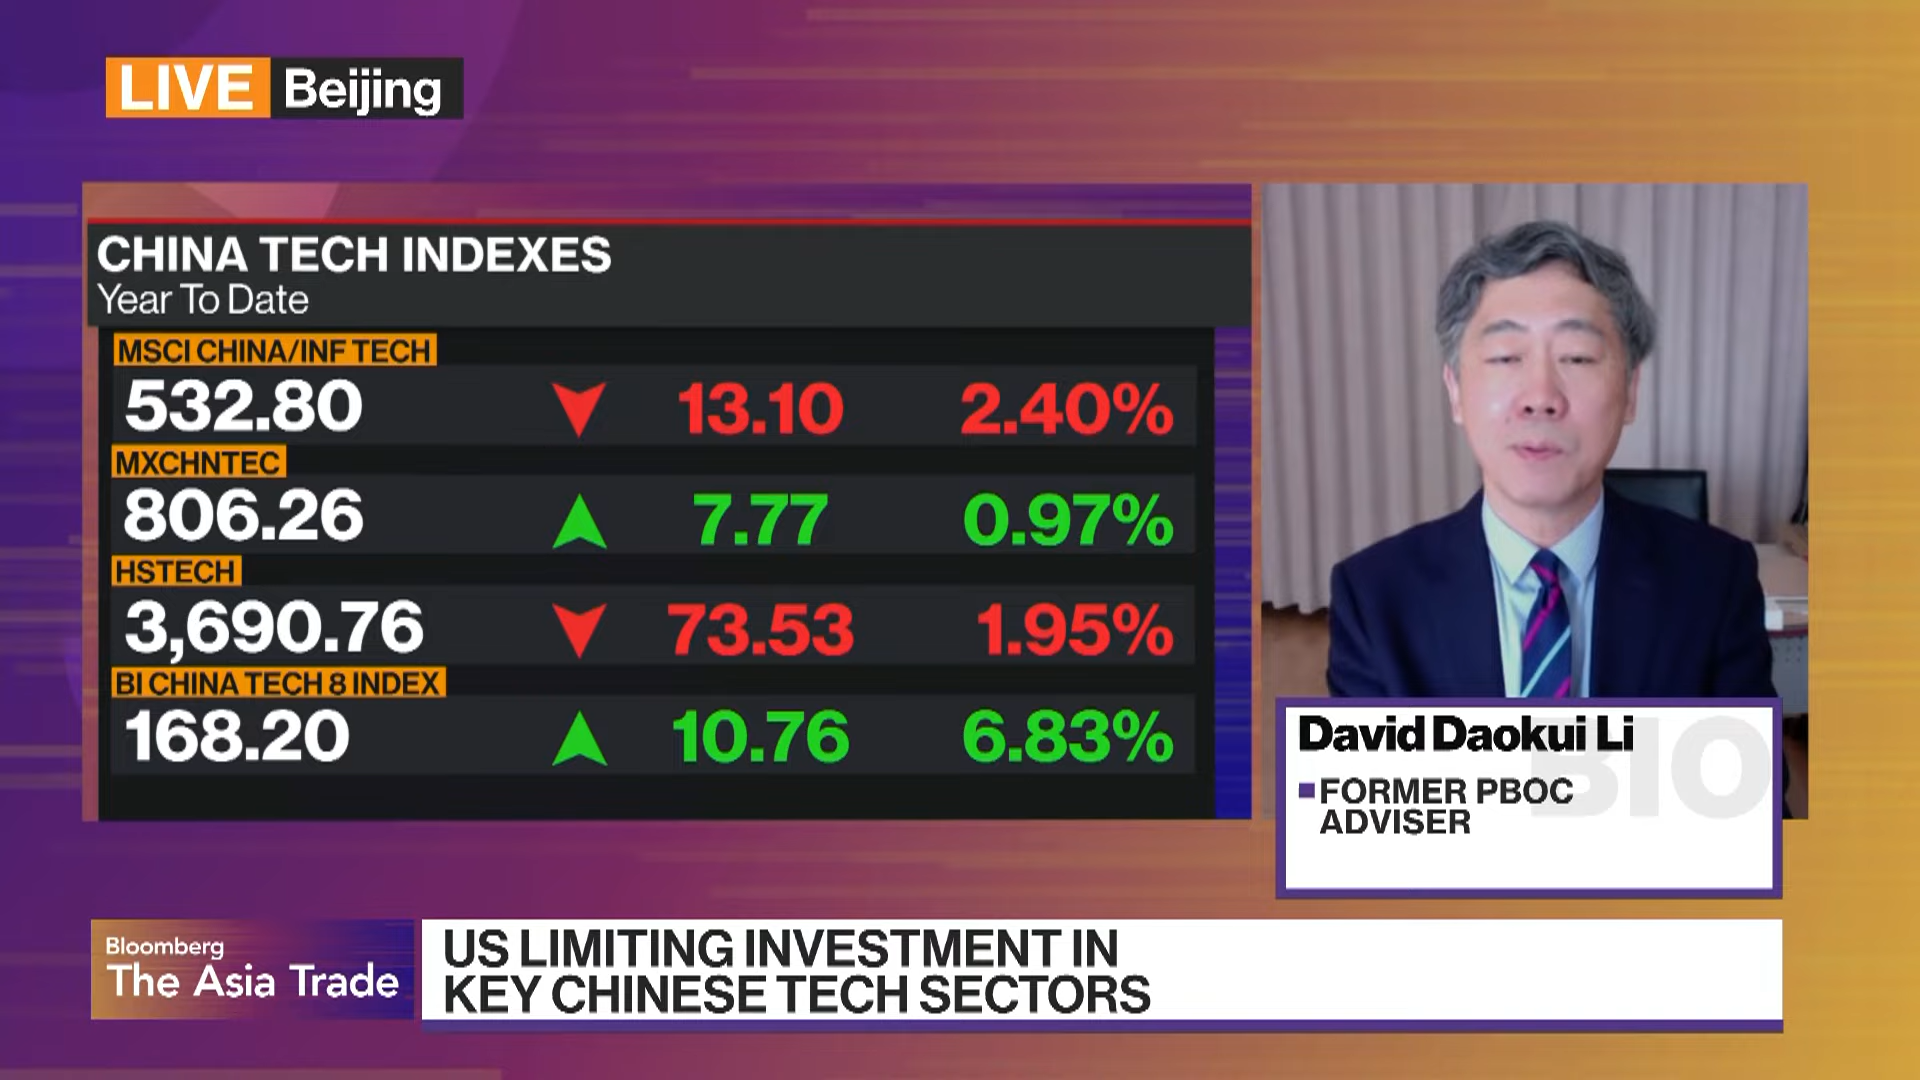 LIVE Beijing
CHINA TECH INDEXES
Year To Date
MSCI CHINA/INF TECH
532.80 ▼ 13.10 2.40%
MXCHNTEC
806.26 ▲ 7.77 0.97%
HSTECH
3,690.76 ▼ 73.53 1.95%
BI CHINA TECH 8 INDEX
168.20 ▲ 10.76 6.83%
BIO
David Daokui Li
FORMER PBOC
ADVISER
Bloomberg
The Asia Trade
US LIMITING INVESTMENT IN
KEY CHINESE TECH SECTORS